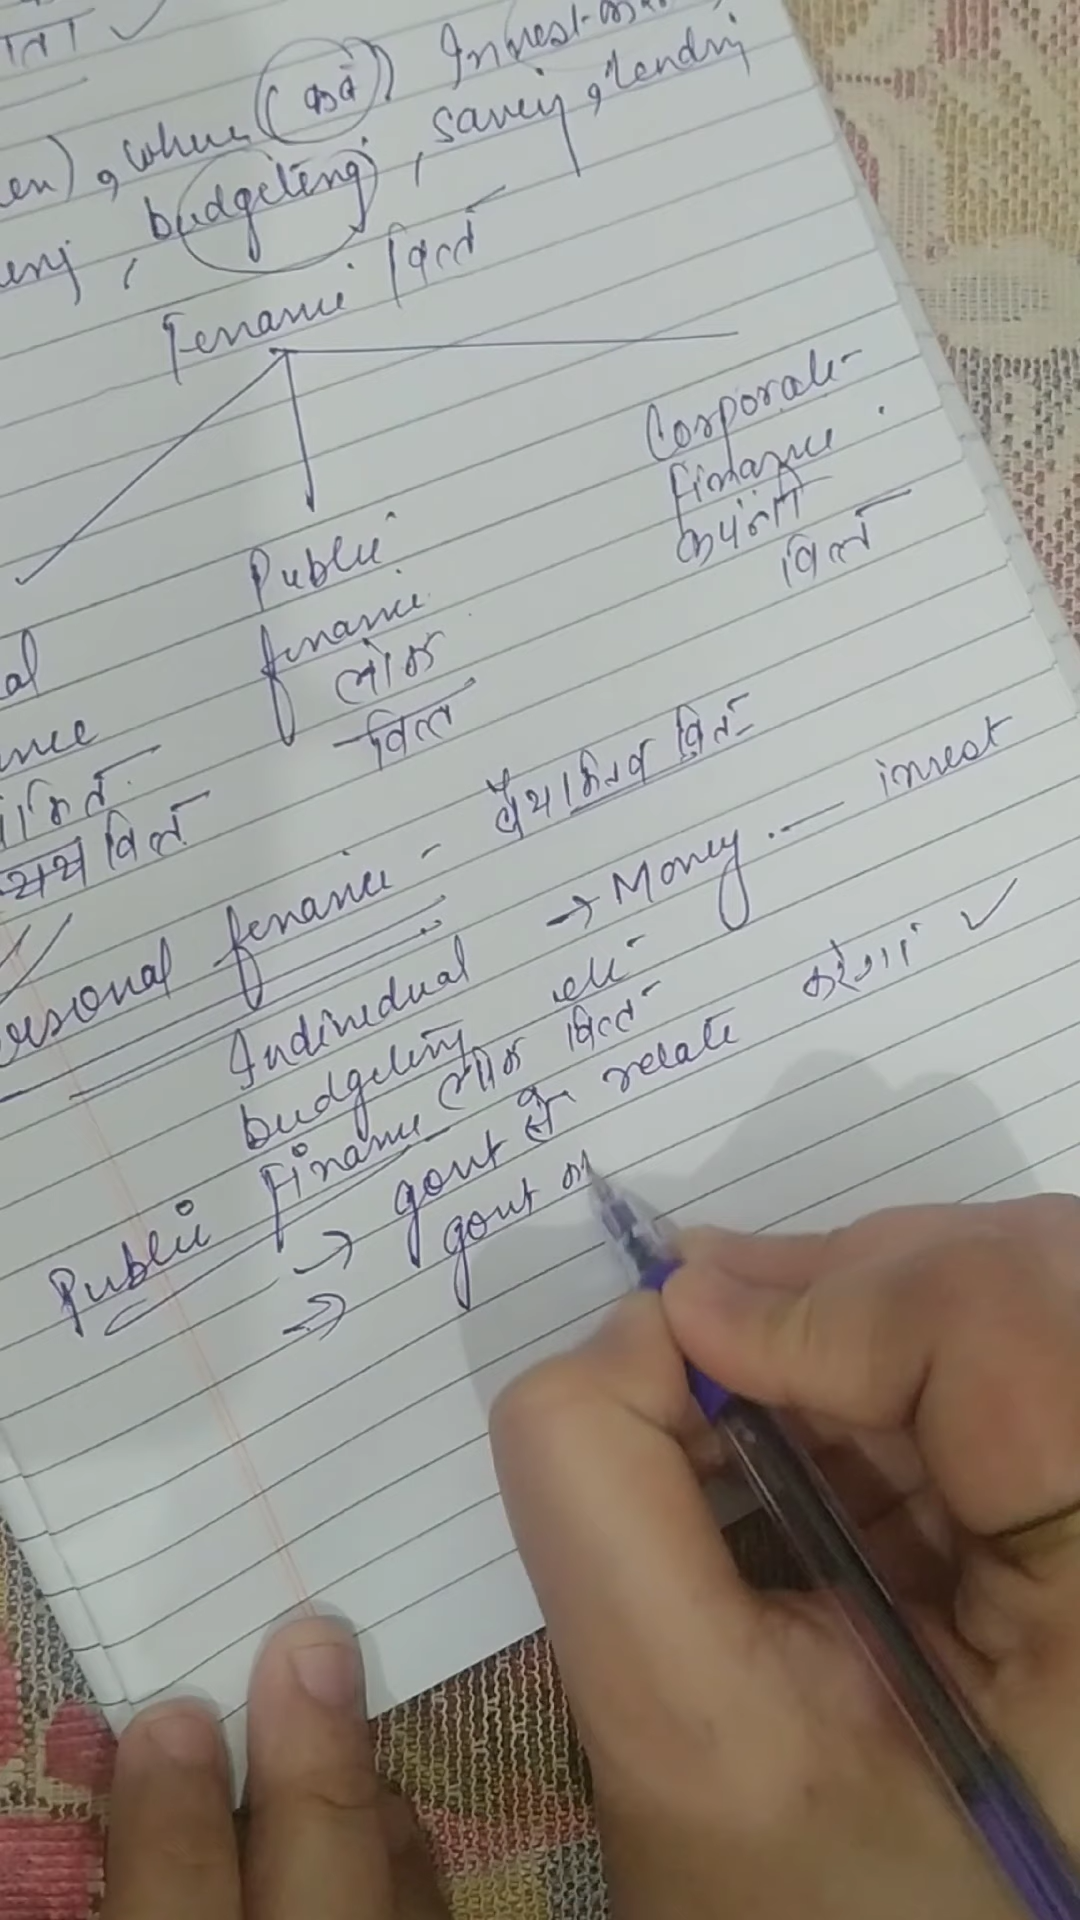 (कब) Invest
when
budgeting, saving, lending
Finance वित्त
Corporate
Finance
कंपनी
वित्त
Public
finance
लोक
वित्त
वित्त
Personal finance - वैयक्तिक वित्त
Individual → Money — invest
budgeting etc
Public Finance लोक वित्त
→ govt से relate करेगा ✓
→ govt